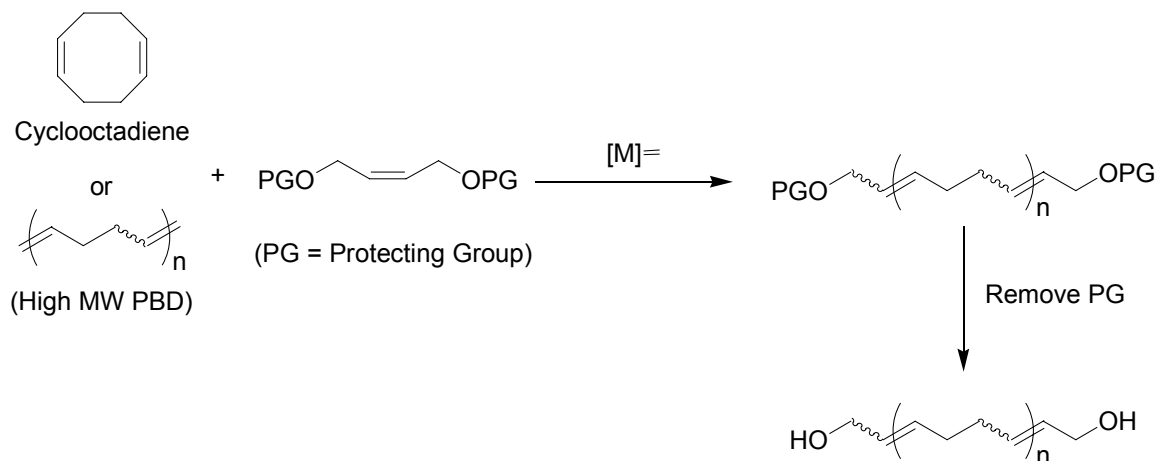 Cyclooctadiene
or
n
(High MW PBD)
+
PGO
OPG
(PG = Protecting Group)
[M]=
PGO
n
OPG
Remove PG
HO
n
OH